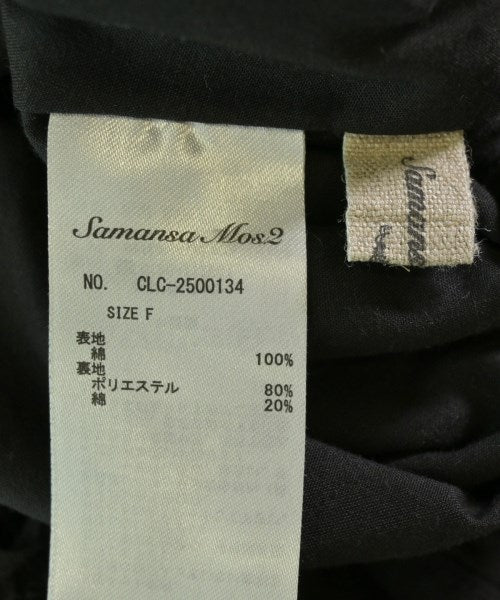 Samansa Mos2
NO. CLC-2500134
SIZE F
表地
綿 100%
裏地
ポリエステル 80%
綿 20%